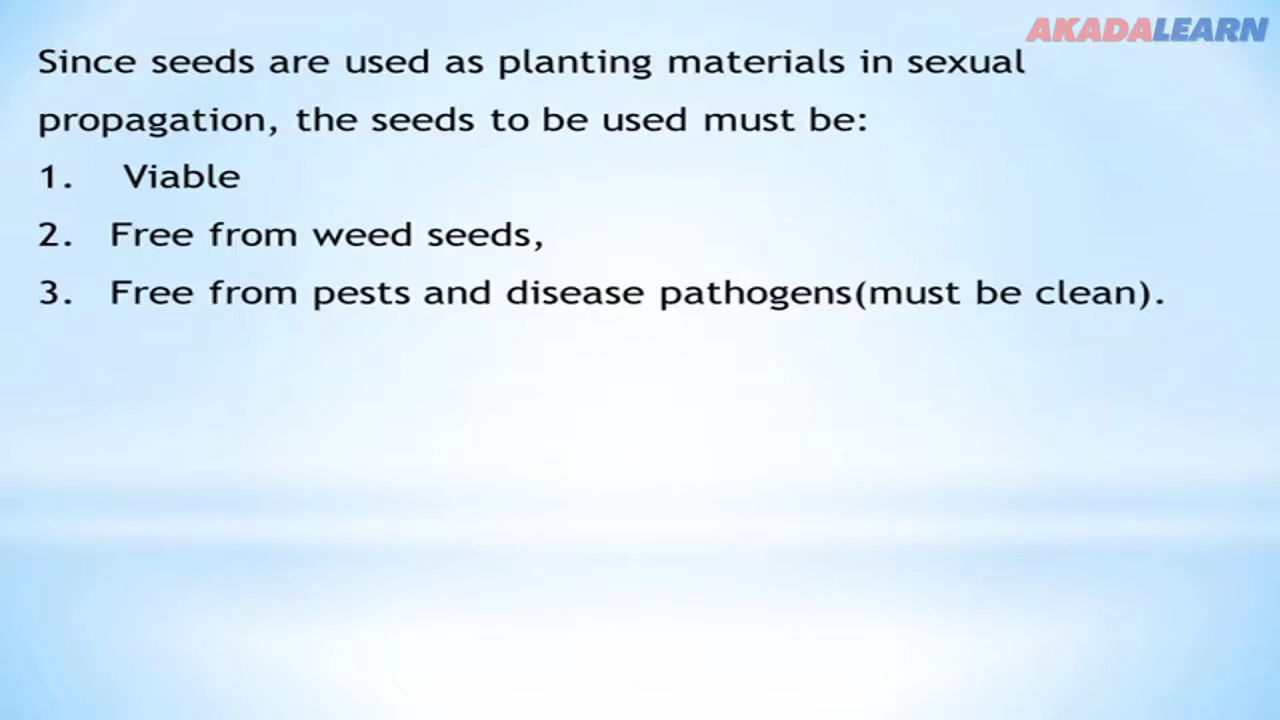 AKADALEARN
Since seeds are used as planting materials in sexual
propagation, the seeds to be used must be:
1. Viable
2. Free from weed seeds,
3. Free from pests and disease pathogens(must be clean).